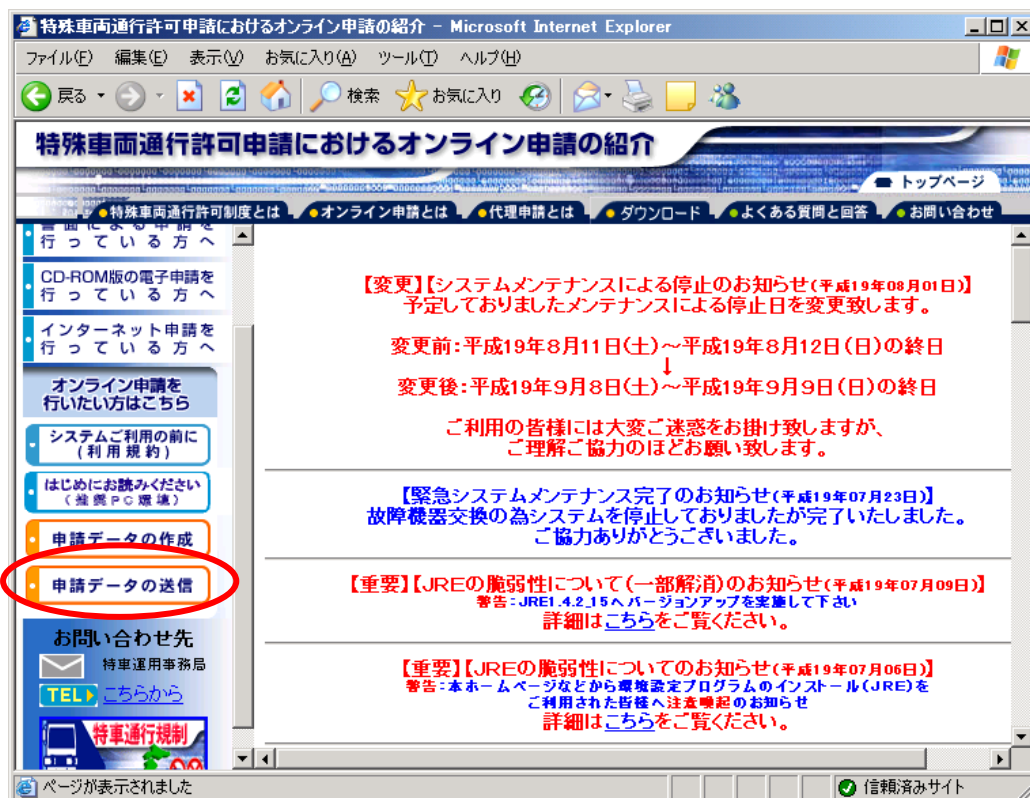 特殊車両通行許可申請におけるオンライン申請の紹介 - Microsoft Internet Explorer
ファイル(F) 編集(E) 表示(V) お気に入り(A) ツール(T) ヘルプ(H)
戻る 検索 お気に入り
特殊車両通行許可申請におけるオンライン申請の紹介
トップページ
特殊車両通行許可制度とは オンライン申請とは 代理申請とは ダウンロード よくある質問と回答 お問い合わせ
書面による申請を
行っている方へ
CD-ROM版の電子申請を
行っている方へ
インターネット申請を
行っている方へ
オンライン申請を
行いたい方はこちら
システムご利用の前に
(利用規約)
はじめにお読みください
(推奨PC環境)
申請データの作成
申請データの送信
お問い合わせ先
特車運用事務局
TEL こちらから
特車通行規制
【変更】【システムメンテナンスによる停止のお知らせ(平成19年08月01日)】
予定しておりましたメンテナンスによる停止日を変更致します。
変更前:平成19年8月11日(土)～平成19年8月12日(日)の終日
↓
変更後:平成19年9月8日(土)～平成19年9月9日(日)の終日
ご利用の皆様には大変ご迷惑をお掛け致しますが、
ご理解ご協力のほどお願い致します。
【緊急システムメンテナンス完了のお知らせ(平成19年07月23日)】
故障機器交換の為システムを停止しておりましたが完了いたしました。
ご協力ありがとうございました。
【重要】【JREの脆弱性について(一部解消)のお知らせ(平成19年07月09日)】
警告:JRE1.4.2_15へバージョンアップを実施して下さい
詳細はこちらをご覧ください。
【重要】【JREの脆弱性についてのお知らせ(平成19年07月06日)】
警告:本ホームページなどから環境設定プログラムのインストール(JRE)を
ご利用された皆様へ注意喚起のお知らせ
詳細はこちらをご覧ください。
ページが表示されました
信頼済みサイト